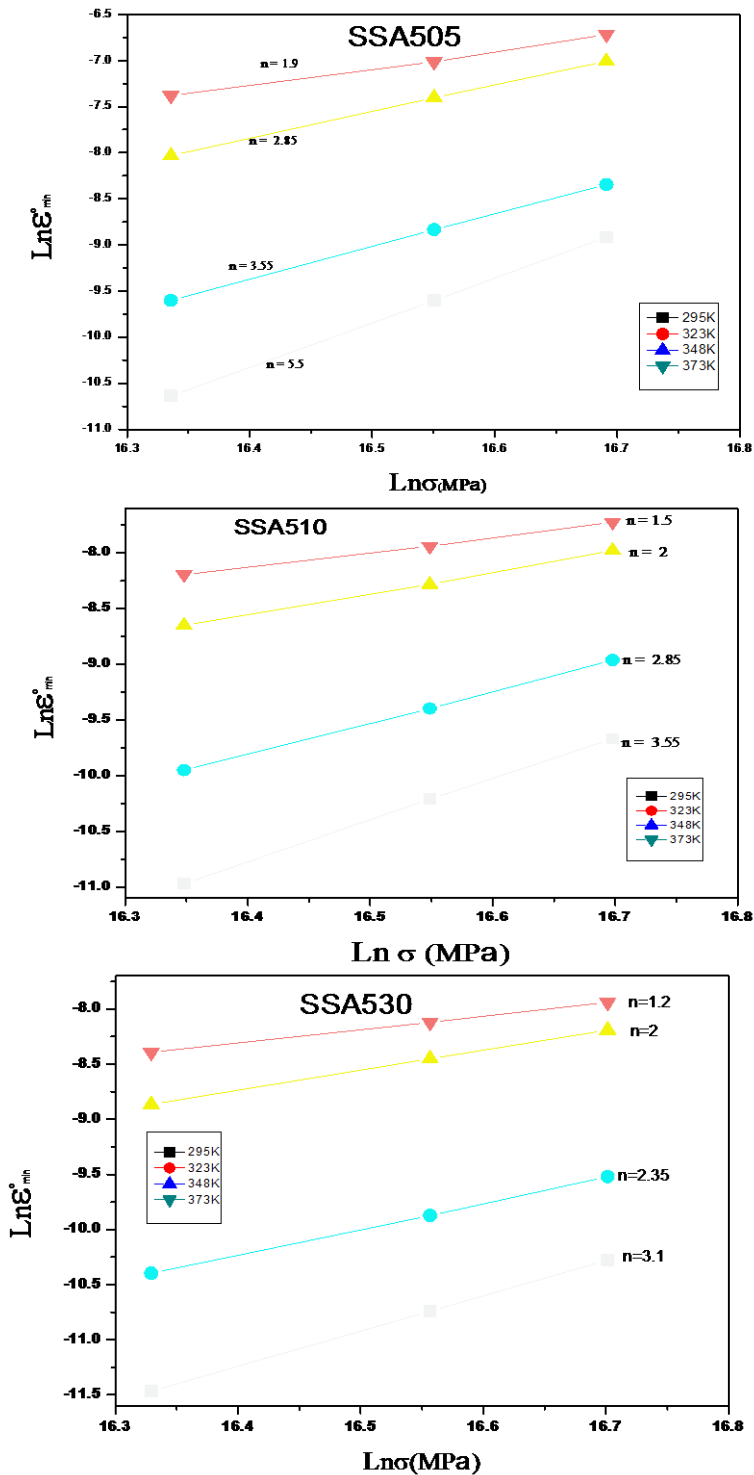 SSA505
-6.5
-7.0
-7.5
-8.0
-8.5
-9.0
-9.5
-10.0
-10.5
-11.0
Lnε°min
n = 1.9
n = 2.85
n = 3.55
n = 5.5
295K
323K
348K
373K
16.3 16.4 16.5 16.6 16.7 16.8
Lnσ(MPa)
SSA510
-8.0
-8.5
-9.0
-9.5
-10.0
-10.5
-11.0
Lnε°min
n = 1.5
n = 2
n = 2.85
n = 3.55
295K
323K
348K
373K
16.3 16.4 16.5 16.6 16.7 16.8
Ln σ (MPa)
SSA530
-8.0
-8.5
-9.0
-9.5
-10.0
-10.5
-11.0
-11.5
Lnε°min
n=1.2
n=2
n=2.35
n=3.1
295K
323K
348K
373K
16.3 16.4 16.5 16.6 16.7 16.8
Lnσ(MPa)